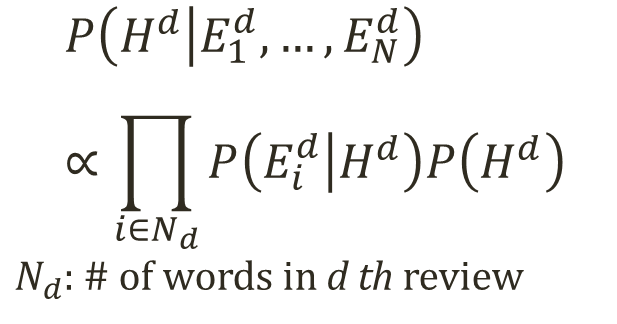 P(H^d|E_1^d, …, E_N^d)
∝ ∏_{i∈N_d} P(E_i^d|H^d)P(H^d)
N_d: # of words in d th review